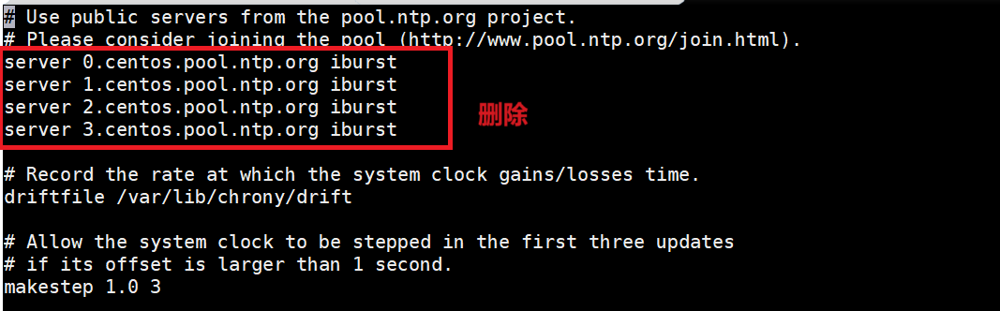 # Use public servers from the pool.ntp.org project.
# Please consider joining the pool (http://www.pool.ntp.org/join.html).
server 0.centos.pool.ntp.org iburst
server 1.centos.pool.ntp.org iburst
server 2.centos.pool.ntp.org iburst
删除
server 3.centos.pool.ntp.org iburst
# Record the rate at which the system clock gains/losses time.
driftfile /var/lib/chrony/drift
# Allow the system clock to be stepped in the first three updates
# if its offset is larger than 1 second.
makestep 1.0 3